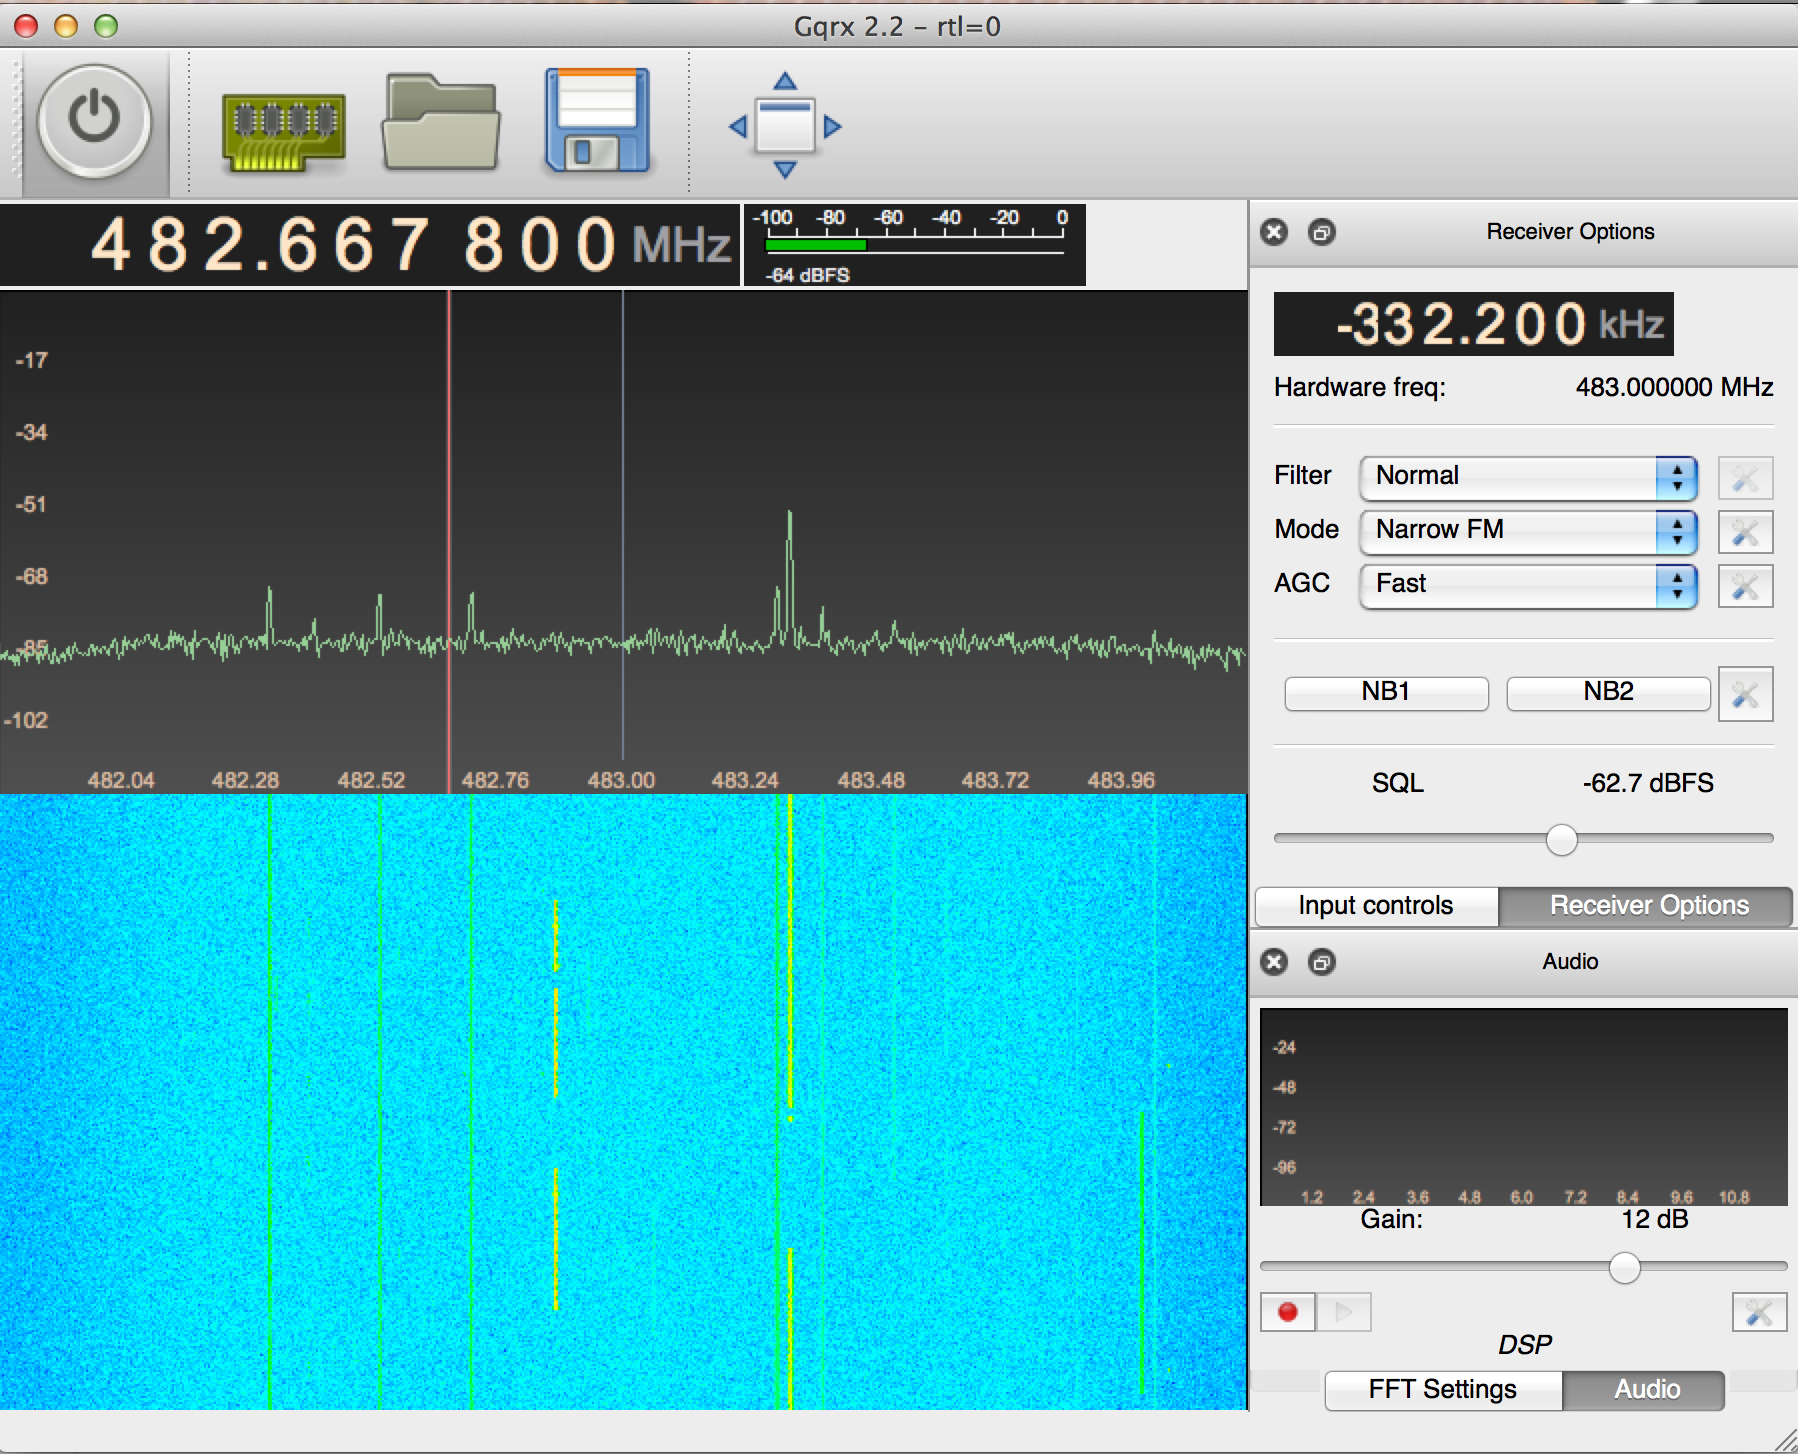 Gqrx 2.2 - rtl=0
482.667 800 MHz
-100 -80 -60 -40 -20 0
-64 dBFS
-17
-34
-51
-68
-85
-102
482.04 482.28 482.52 482.76 483.00 483.24 483.48 483.72 483.96
Receiver Options
-332.200 kHz
Hardware freq: 483.000000 MHz
Filter Normal
Mode Narrow FM
AGC Fast
NB1 NB2
SQL -62.7 dBFS
Input controls Receiver Options
Audio
-24
-48
-72
-96
1.2 2.4 3.6 4.8 6.0 7.2 8.4 9.6 10.8
Gain: 12 dB
DSP
FFT Settings Audio